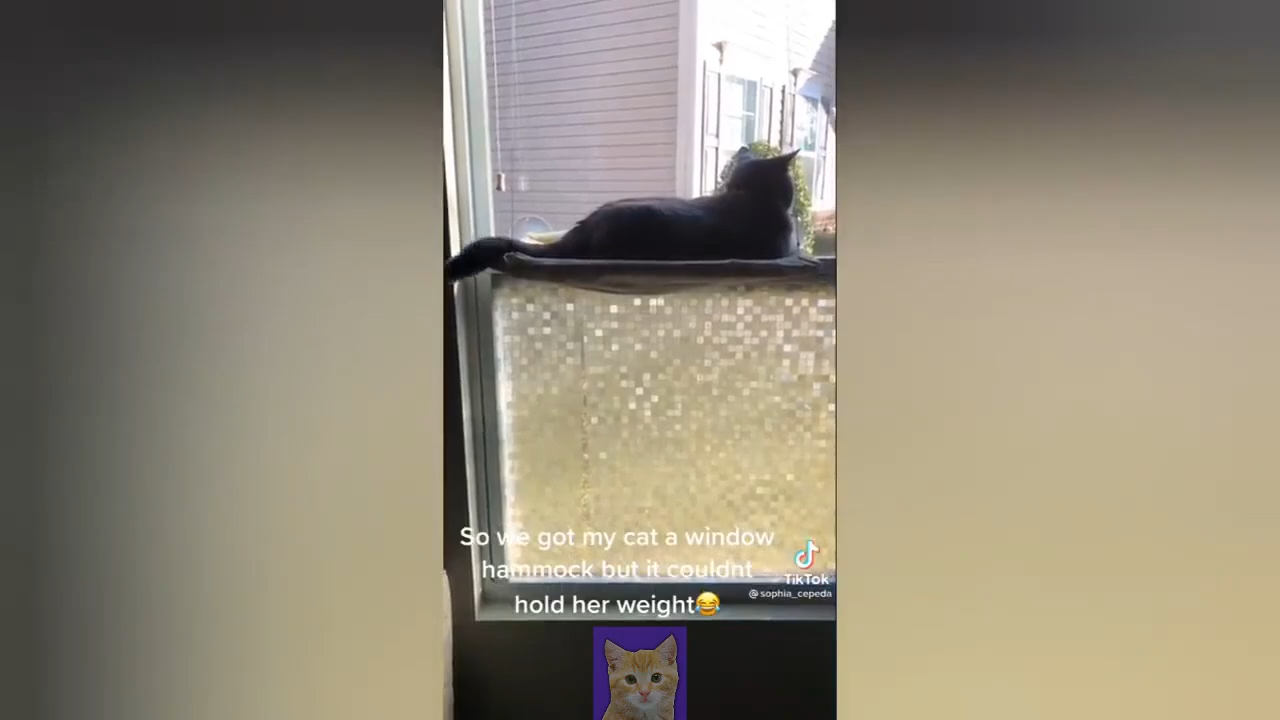 So we got my cat a window
hammock but it couldnt
hold her weight😂
TikTok
@sophia_cepeda